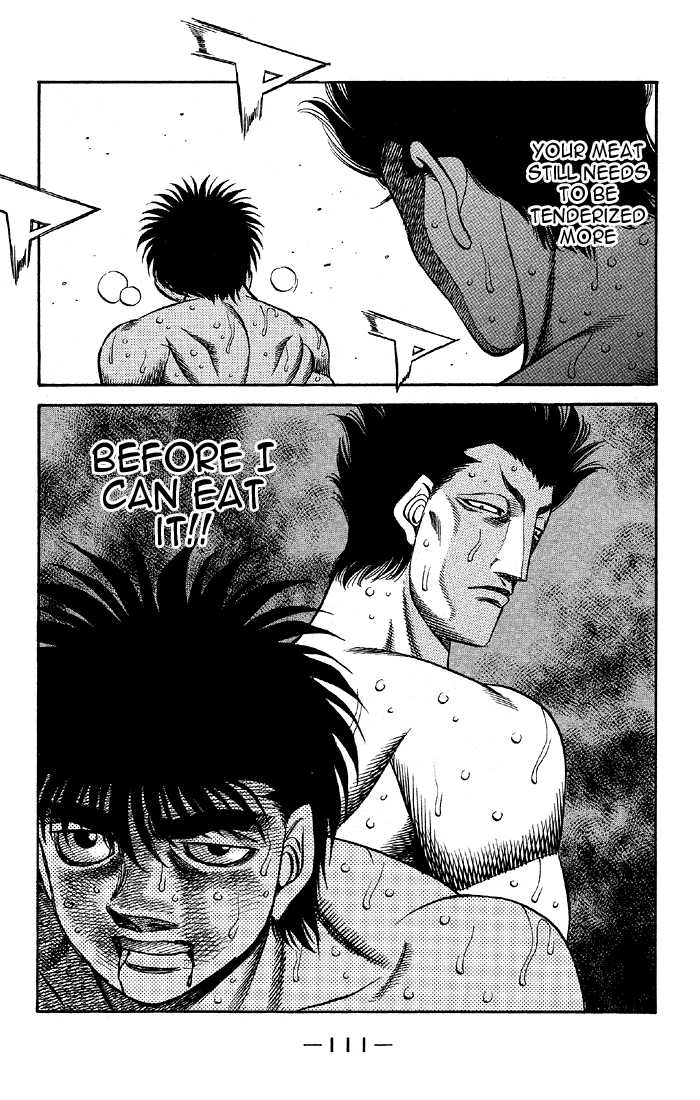 YOUR MEAT
STILL NEEDS
TO BE
TENDERIZED
MORE
BEFORE I
CAN EAT
IT!!
-111-